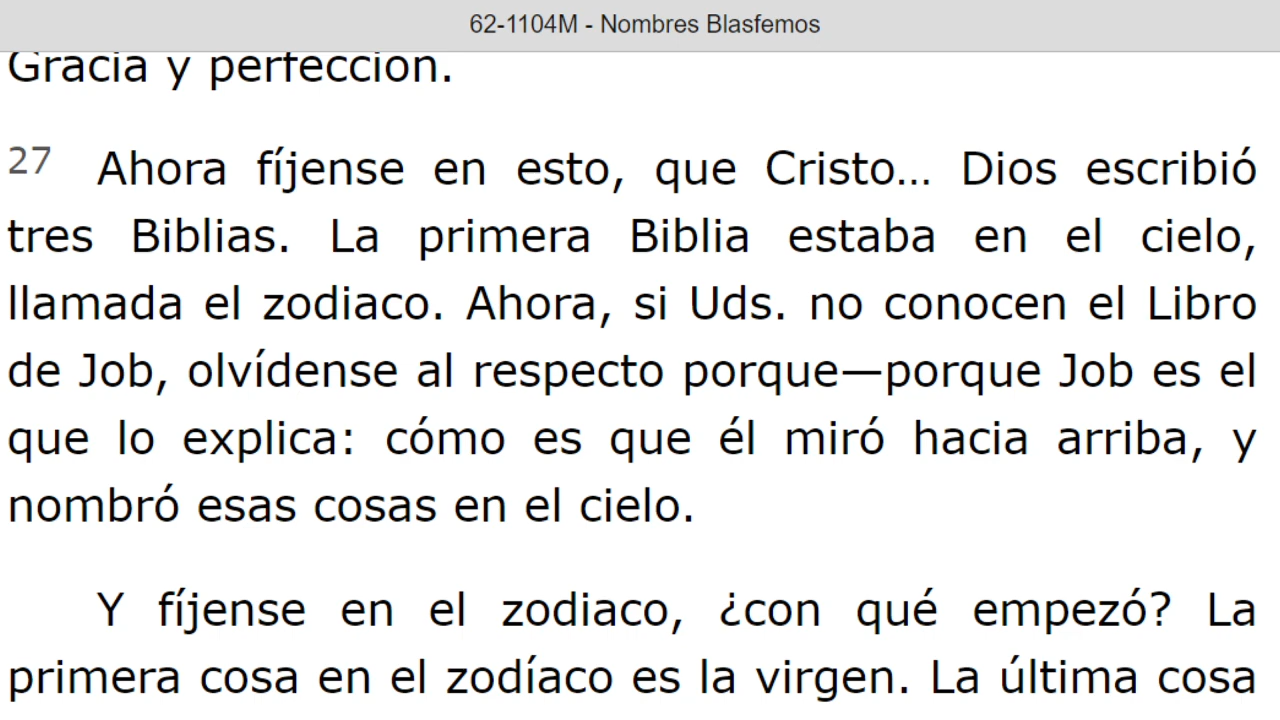 62-1104M - Nombres Blasfemos
Gracia y perfección.
27 Ahora fíjense en esto, que Cristo... Dios escribió
tres Biblias. La primera Biblia estaba en el cielo,
llamada el zodiaco. Ahora, si Uds. no conocen el Libro
de Job, olvídense al respecto porque—porque Job es el
que lo explica: cómo es que él miró hacia arriba, y
nombró esas cosas en el cielo.
Y fíjense en el zodiaco, ¿con qué empezó? La
primera cosa en el zodíaco es la virgen. La última cosa